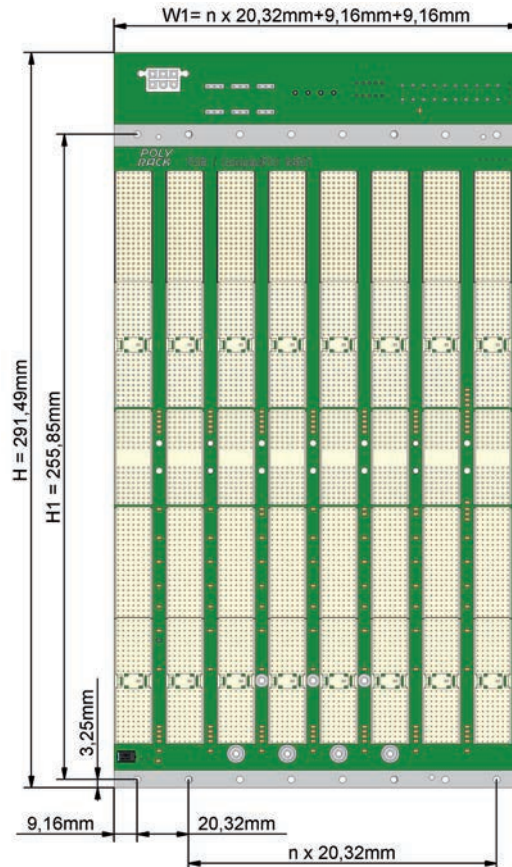 W1= n x 20,32mm+9,16mm+9,16mm
POLY
RACK
H = 291,49mm
H1 = 255,85mm
3,25mm
9,16mm
20,32mm
n x 20,32mm